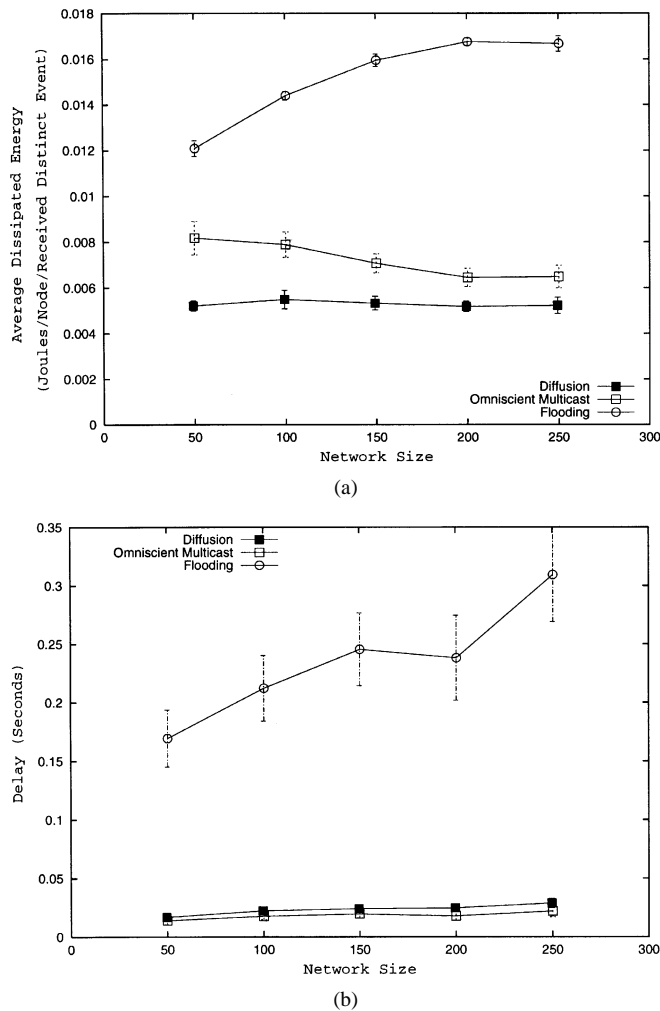 0.018
0.016
0.014
0.012
0.01
0.008
0.006
0.004
0.002
0
Average Dissipated Energy
(Joules/Node/Received Distinct Event)
Diffusion
Omniscient Multicast
Flooding
0 50 100 150 200 250 300
Network Size
(a)
0.35
0.3
0.25
0.2
0.15
0.1
0.05
0
Delay (Seconds)
Diffusion
Omniscient Multicast
Flooding
0 50 100 150 200 250 300
Network Size
(b)